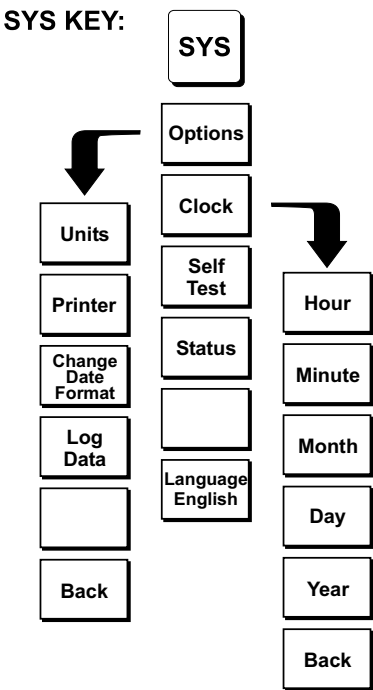 SYS KEY:
SYS
Options
Clock
Self
Test
Status
Language
English
Units
Printer
Change
Date
Format
Log
Data
Back
Hour
Minute
Month
Day
Year
Back